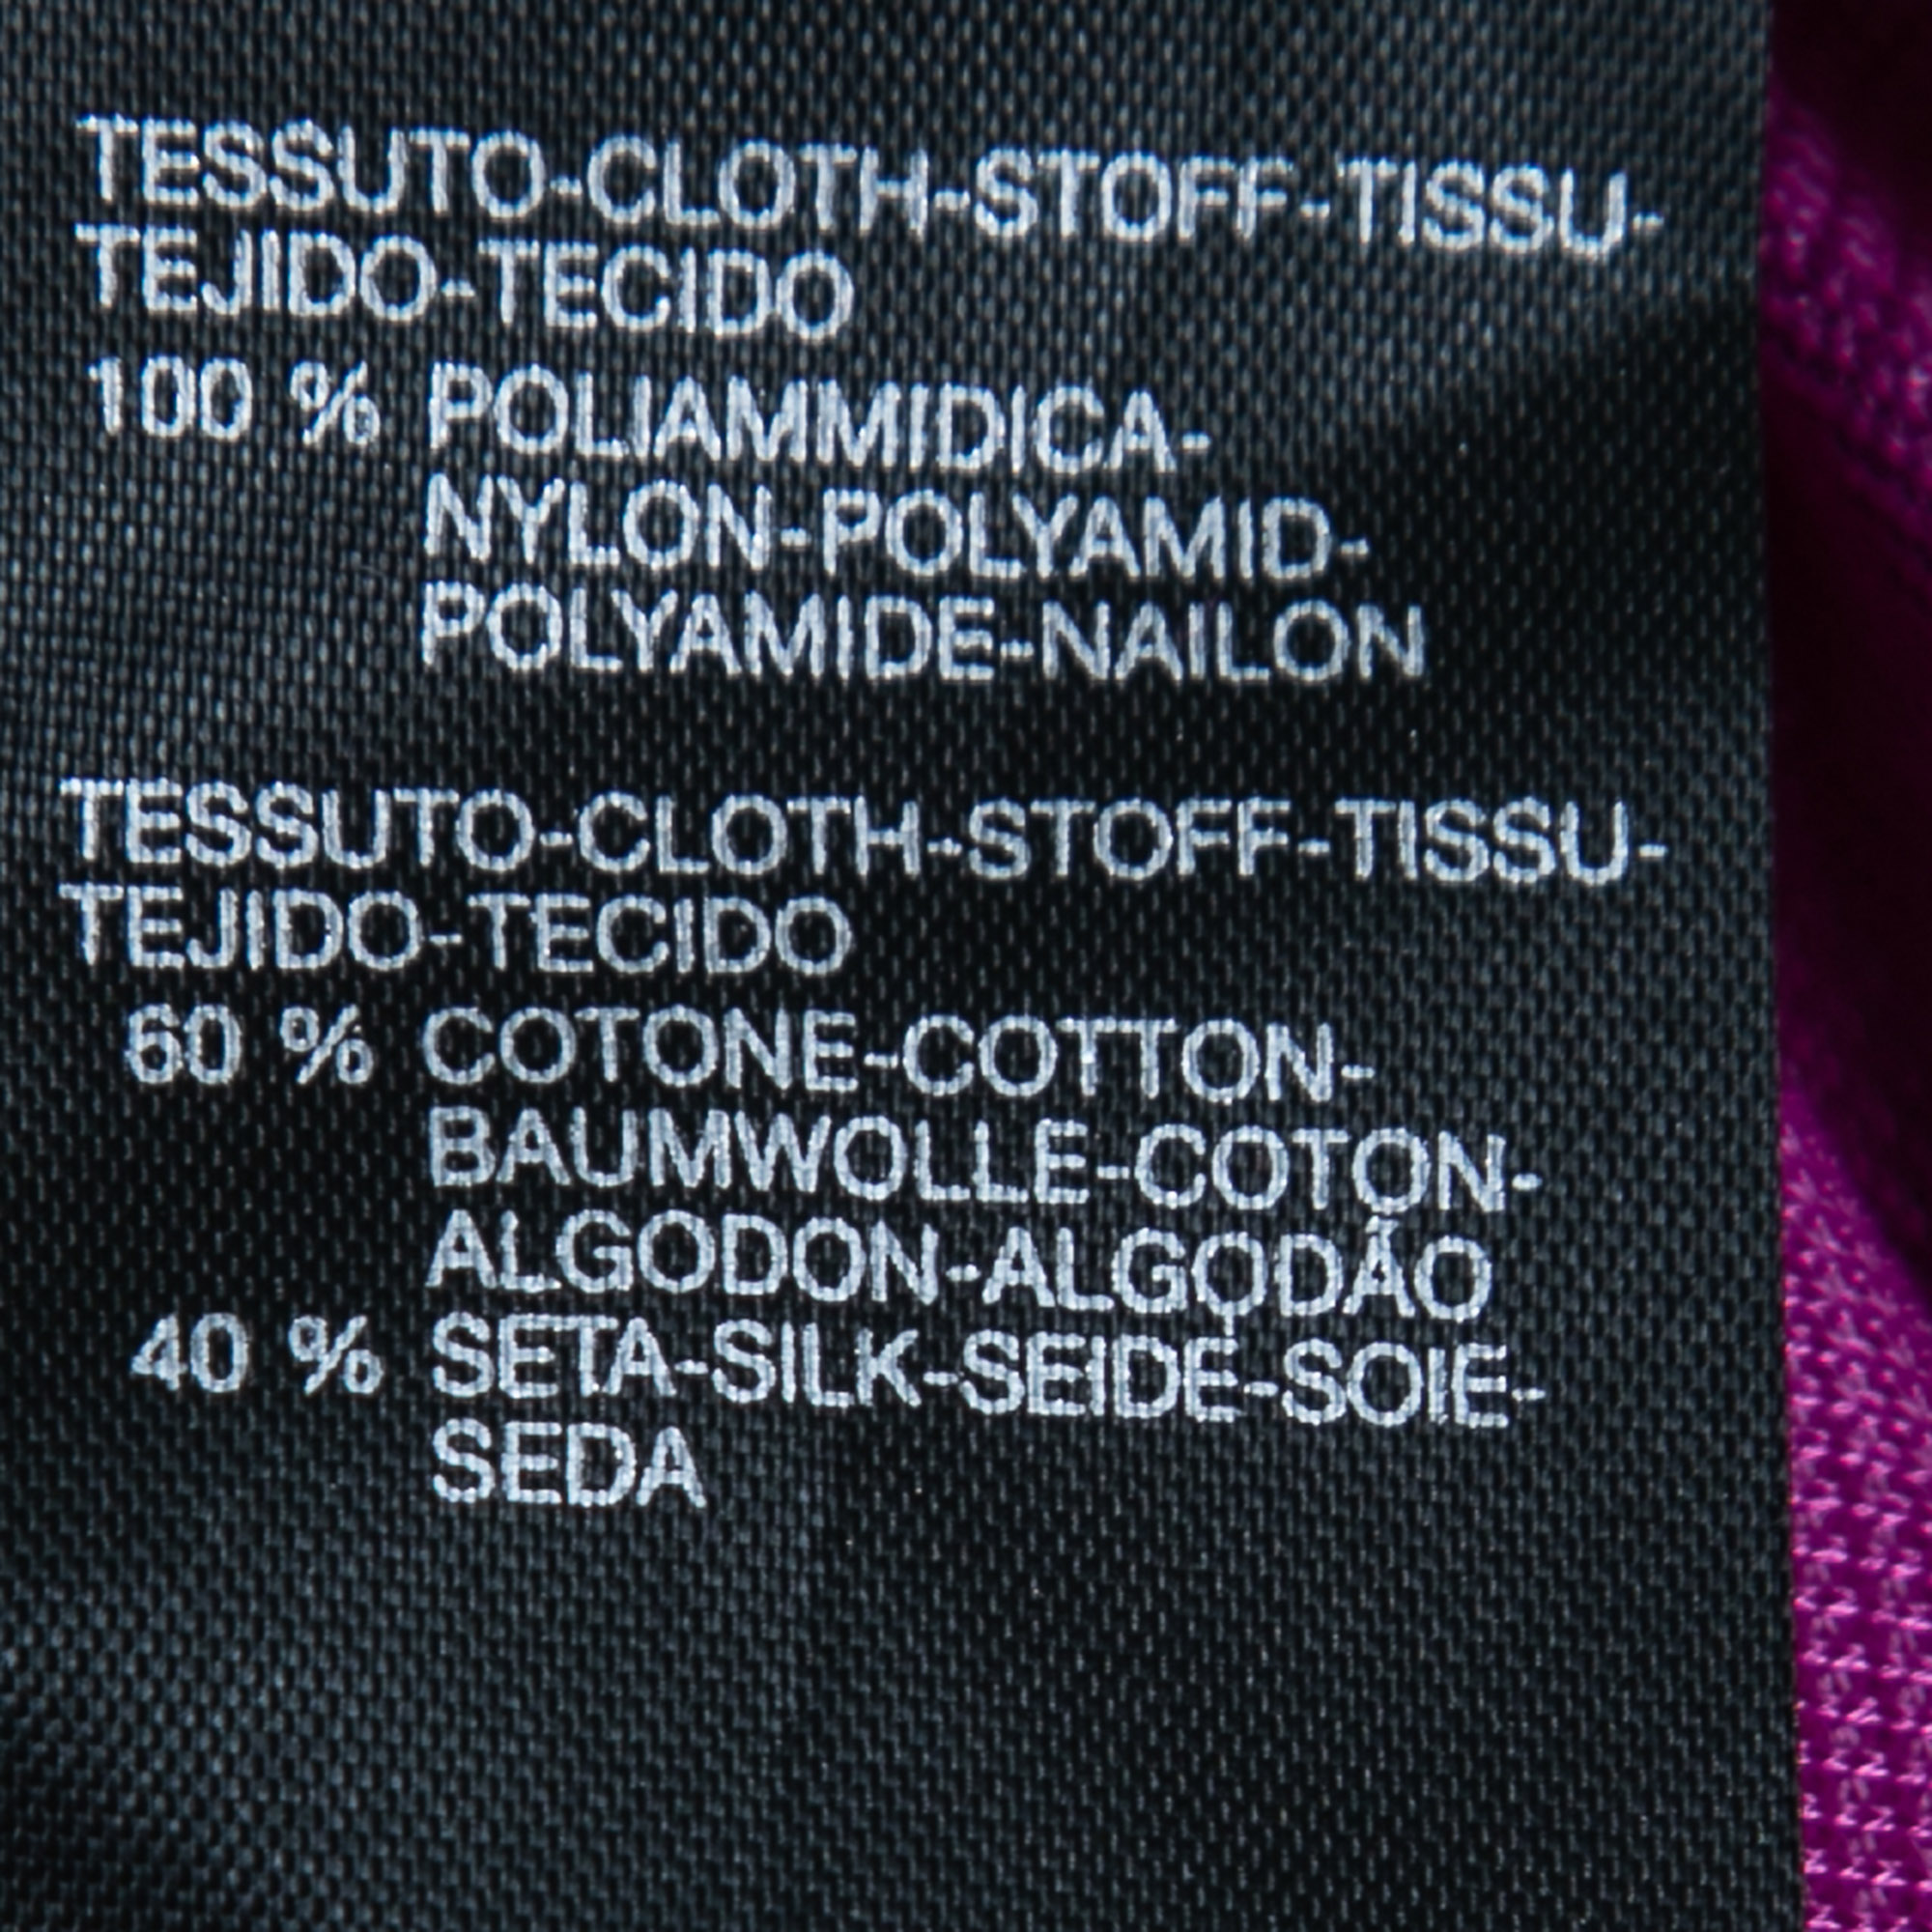 TESSUTO-CLOTH-STOFF-TISSU-
TEJIDO-TECIDO
100 % POLIAMMIDICA-
NYLON-POLYAMID-
POLYAMIDE-NAILON
TESSUTO-CLOTH-STOFF-TISSU-
TEJIDO-TECIDO
60 % COTONE-COTTON-
BAUMWOLLE-COTON-
ALGODON-ALGODÃO
40 % SETA-SILK-SEIDE-SOIE-
SEDA